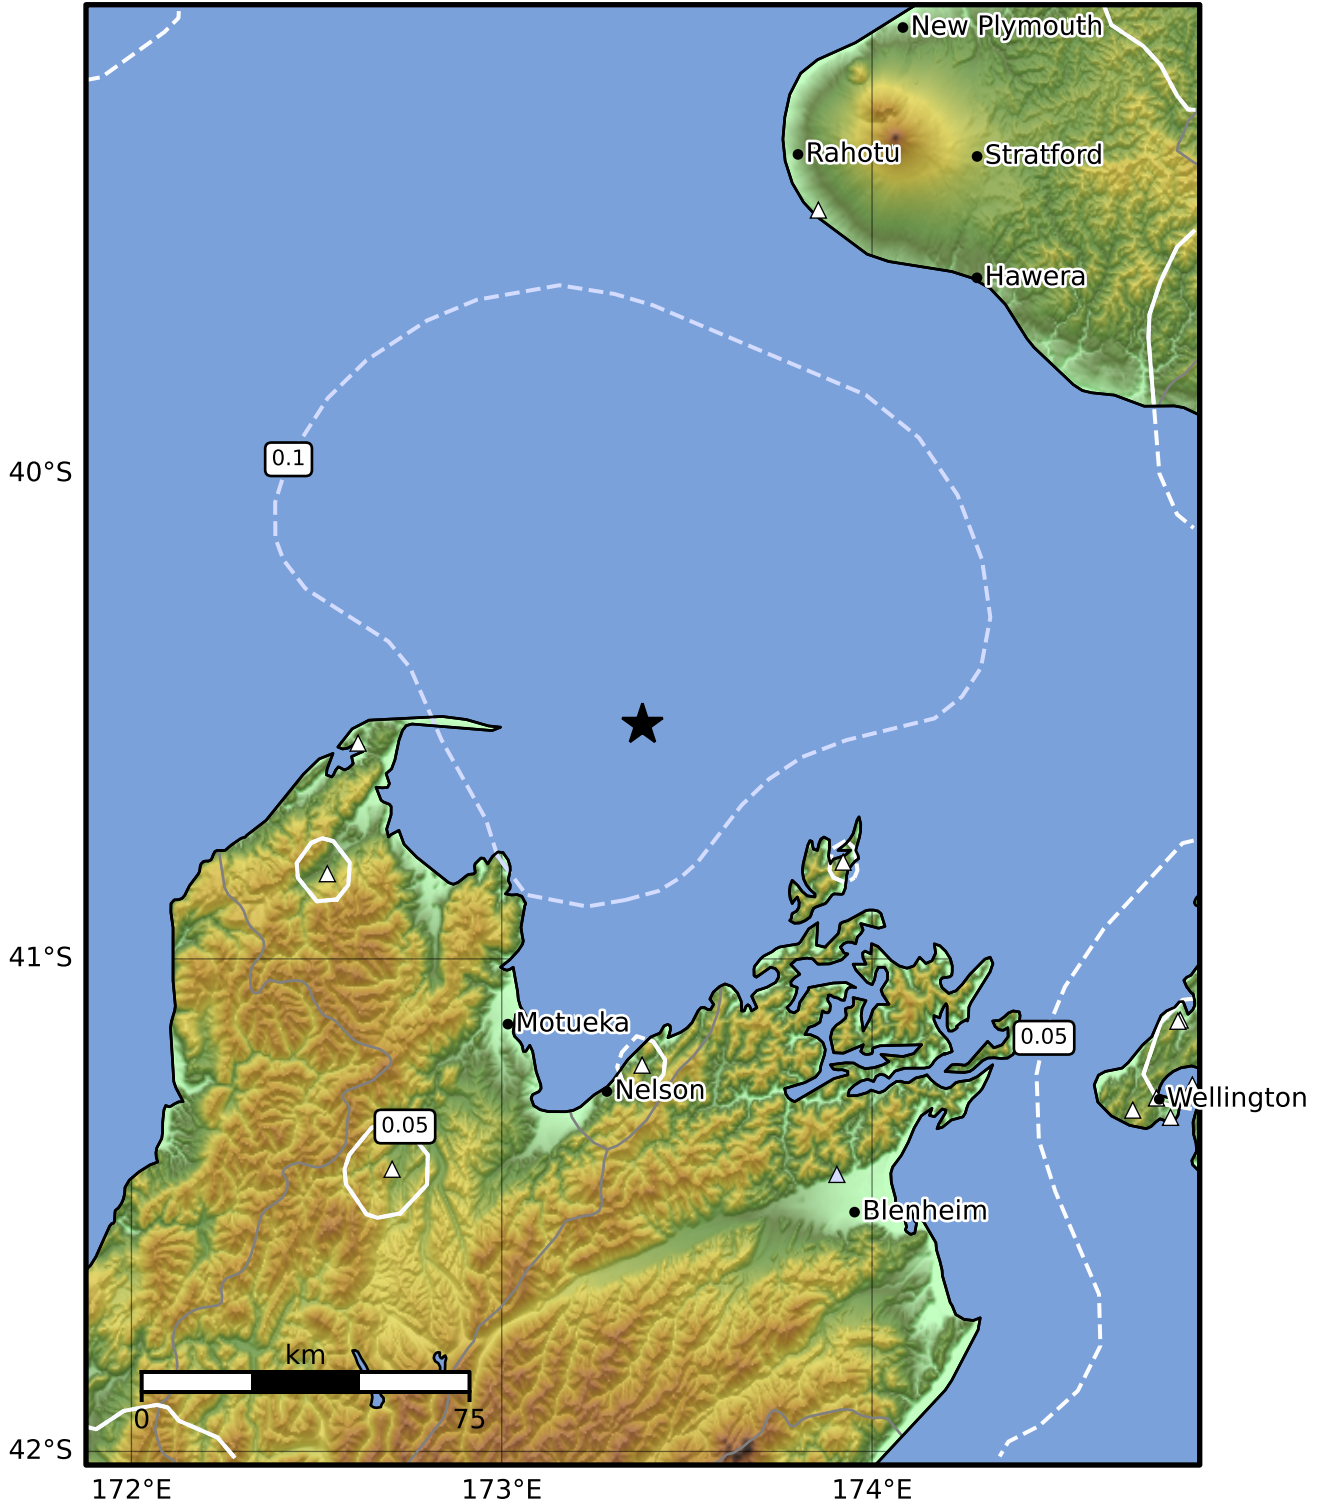 New Plymouth
Rahotu
Stratford
Hawera
0.1
40°S
41°S
Motueka
0.05
Nelson
Wellington
0.05
Blenheim
km
0
75
42°S
172°E
173°E
174°E